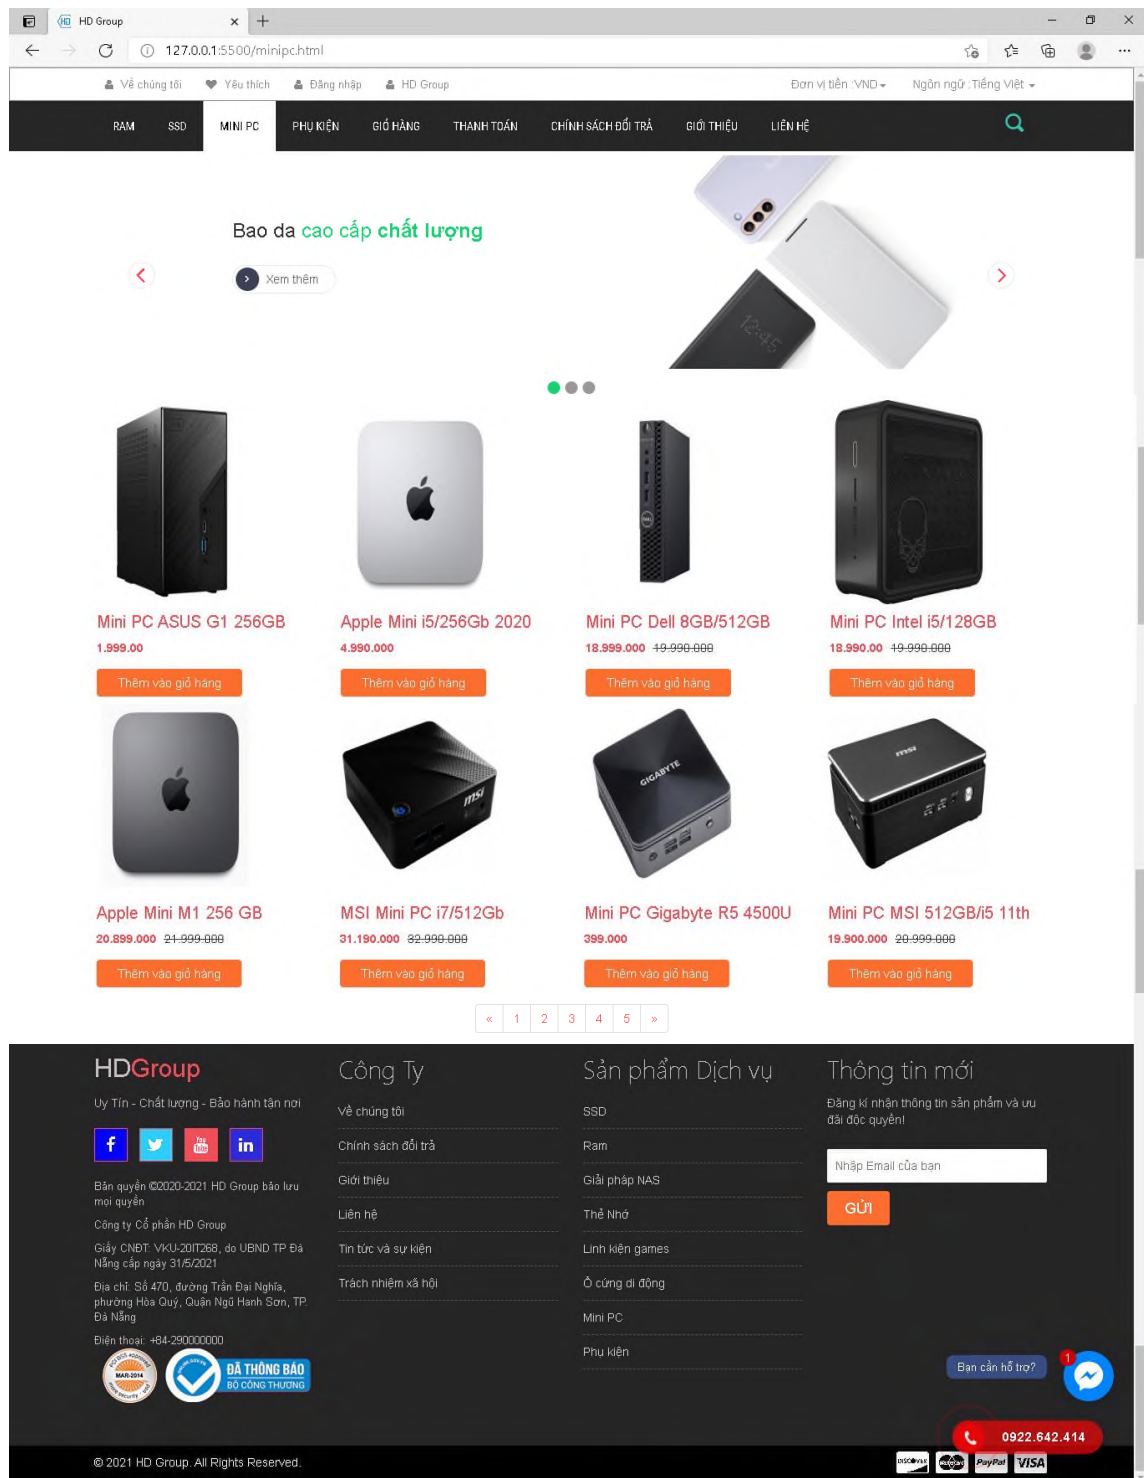 HD Group
127.0.0.1:5500/minipc.html
Về chúng tôi Yêu thích Đăng nhập HD Group Đơn vị tiền :VND Ngôn ngữ : Tiếng Việt
RAM SSD MINI PC PHỤ KIỆN GIỎ HÀNG THANH TOÁN CHÍNH SÁCH ĐỔI TRẢ GIỚI THIỆU LIÊN HỆ
Bao da cao cấp chất lượng
Xem thêm
12:45
DELL
Mini PC ASUS G1 256GB Apple Mini i5/256Gb 2020 Mini PC Dell 8GB/512GB Mini PC Intel i5/128GB
1.999.00 4.990.000 18.999.000 19.990.000 18.990.00 19.990.000
Thêm vào giỏ hàng Thêm vào giỏ hàng Thêm vào giỏ hàng Thêm vào giỏ hàng
msi GIGABYTE msi
Apple Mini M1 256 GB MSI Mini PC i7/512Gb Mini PC Gigabyte R5 4500U Mini PC MSI 512GB/i5 11th
20.899.000 21.999.000 31.190.000 32.990.000 399.000 19.900.000 20.999.000
Thêm vào giỏ hàng Thêm vào giỏ hàng Thêm vào giỏ hàng Thêm vào giỏ hàng
« 1 2 3 4 5 »
HDGroup
Uy Tín - Chất lượng - Bảo hành tận nơi
f You Tube in
Bản quyền ©2020-2021 HD Group bảo lưu
mọi quyền
Công ty Cổ phần HD Group
Giấy CNĐT: VKU-20IT268, do UBND TP Đà
Nẵng cấp ngày 31/5/2021
Địa chỉ: Số 470, đường Trần Đại Nghĩa,
phường Hòa Quý, Quận Ngũ Hanh Sơn, TP.
Đà Nẵng
Điện thoại: +84-290000000
MAR-2014
ĐÃ THÔNG BÁO
BỘ CÔNG THƯƠNG
Công Ty
Về chúng tôi
Chính sách đổi trả
Giới thiệu
Liên hệ
Tin tức và sự kiện
Trách nhiệm xã hội
Sản phẩm Dịch vụ
SSD
Ram
Giải pháp NAS
Thẻ Nhớ
Linh kiện games
Ổ cứng di động
Mini PC
Phụ kiện
Thông tin mới
Đăng kí nhận thông tin sản phẩm và ưu
đãi độc quyền!
Nhập Email của bạn
GỬI
Bạn cần hỗ trợ?
1
0922.642.414
© 2021 HD Group. All Rights Reserved.
DISCOVER MasterCard PayPal VISA